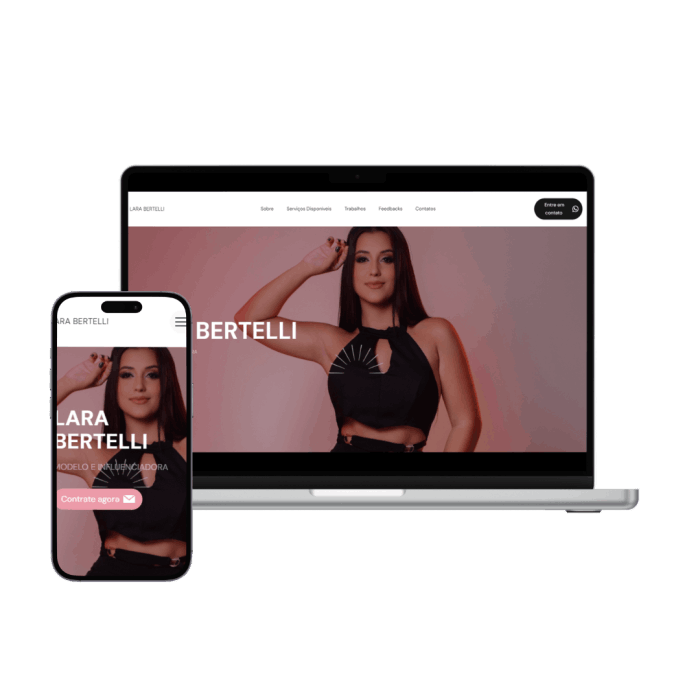 LARA BERTELLI
Sobre Serviços Disponíveis Trabalhos Feedbacks Contatos
Entre em
contato
BERTELLI
ARA BERTELLI
LARA
BERTELLI
MODELO E INFLUENCIADORA
Contrate agora